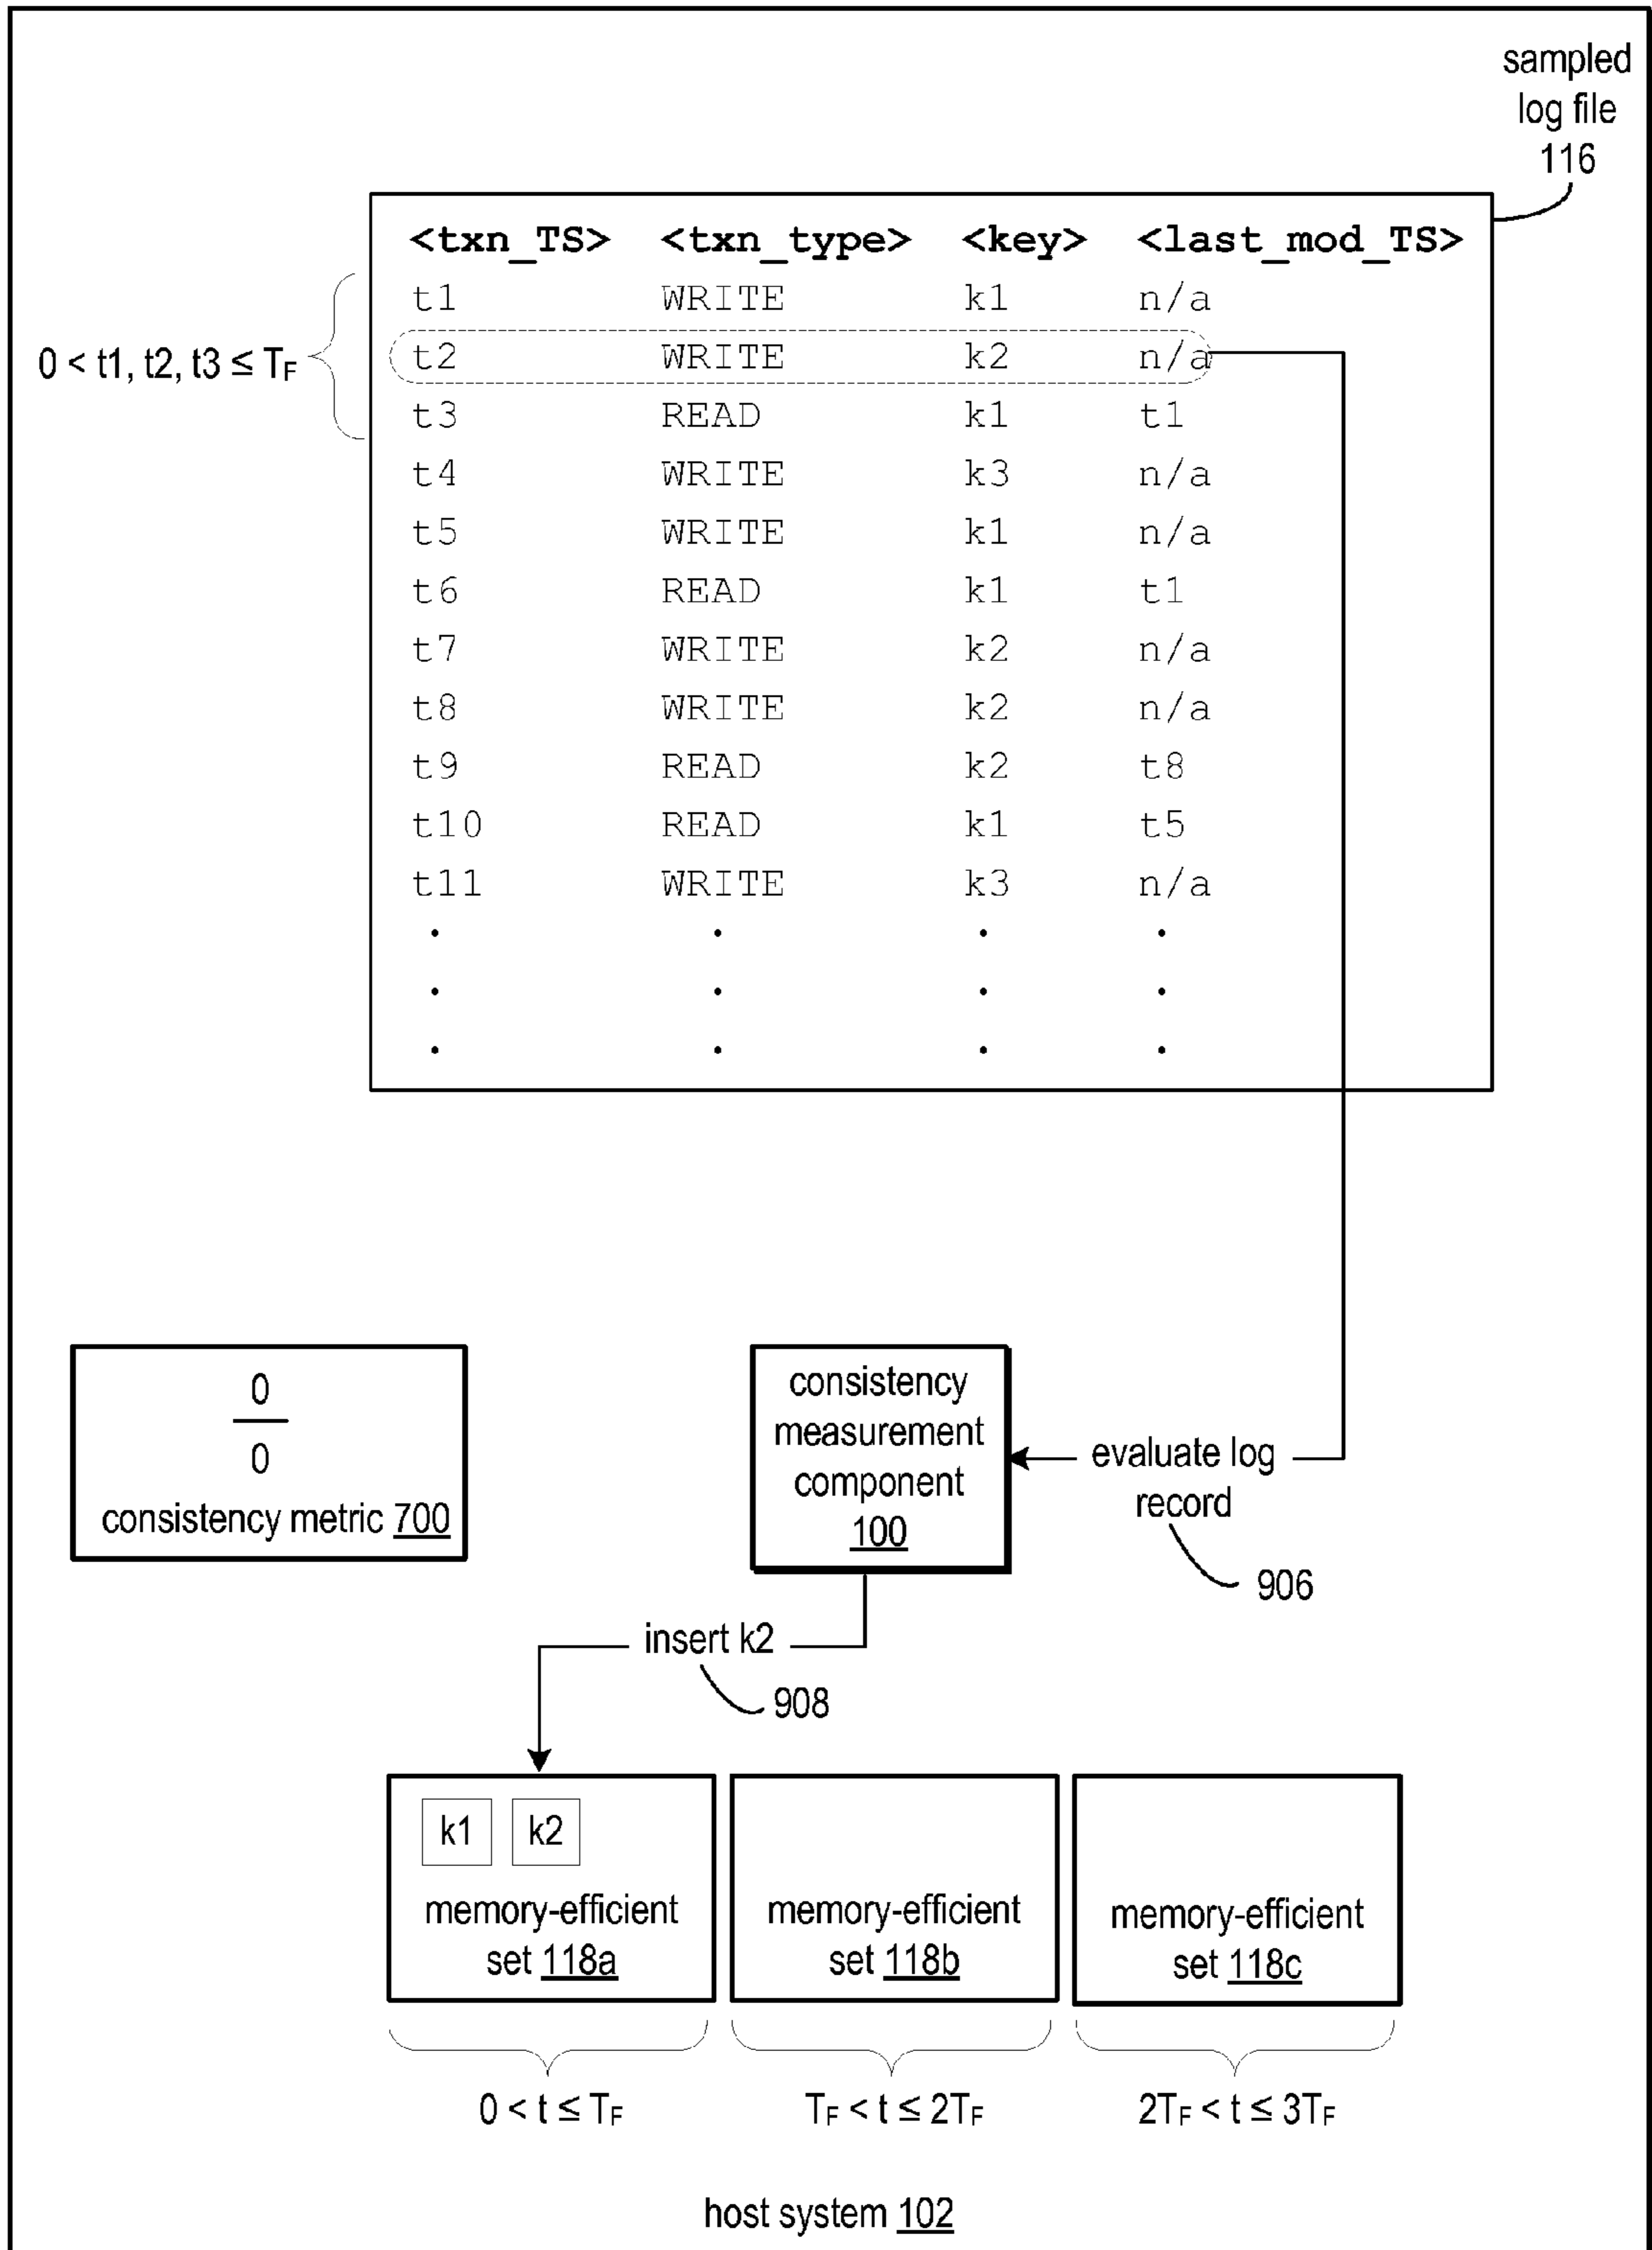 sampled
log file
116
<txn_TS> <txn_type> <key> <last_mod_TS>
t1 WRITE k1 n/a
0 < t1, t2, t3 ≤ TF
t2 WRITE k2 n/a
t3 READ k1 t1
t4 WRITE k3 n/a
t5 WRITE k1 n/a
t6 READ k1 t1
t7 WRITE k2 n/a
t8 WRITE k2 n/a
t9 READ k2 t8
t10 READ k1 t5
t11 WRITE k3 n/a
0
0
consistency metric 700
consistency
measurement
component
100
evaluate log
record
906
insert k2
908
k1 k2
memory-efficient
set 118a
memory-efficient
set 118b
memory-efficient
set 118c
0 < t ≤ TF
TF < t ≤ 2TF
2TF < t ≤ 3TF
host system 102